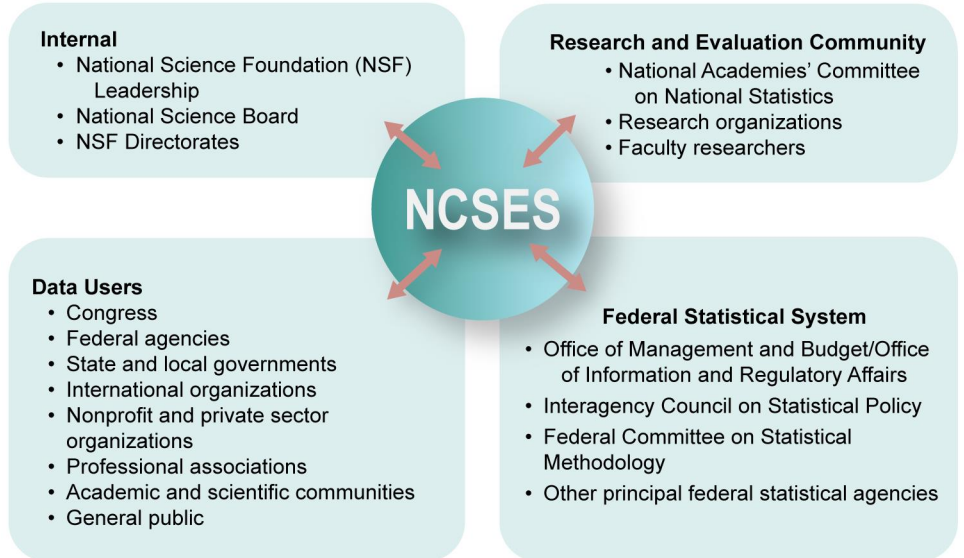 Internal
• National Science Foundation (NSF)
Leadership
• National Science Board
• NSF Directorates
Research and Evaluation Community
• National Academies’ Committee
on National Statistics
• Research organizations
• Faculty researchers
NCSES
Data Users
• Congress
• Federal agencies
• State and local governments
• International organizations
• Nonprofit and private sector
organizations
• Professional associations
• Academic and scientific communities
• General public
Federal Statistical System
• Office of Management and Budget/Office
of Information and Regulatory Affairs
• Interagency Council on Statistical Policy
• Federal Committee on Statistical
Methodology
• Other principal federal statistical agencies